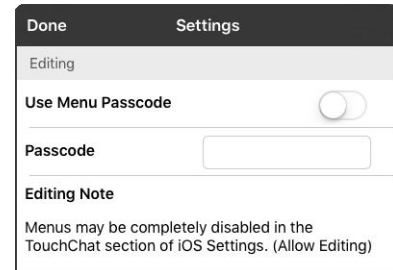 Done Settings
Editing
Use Menu Passcode
Passcode
Editing Note
Menus may be completely disabled in the
TouchChat section of iOS Settings. (Allow Editing)